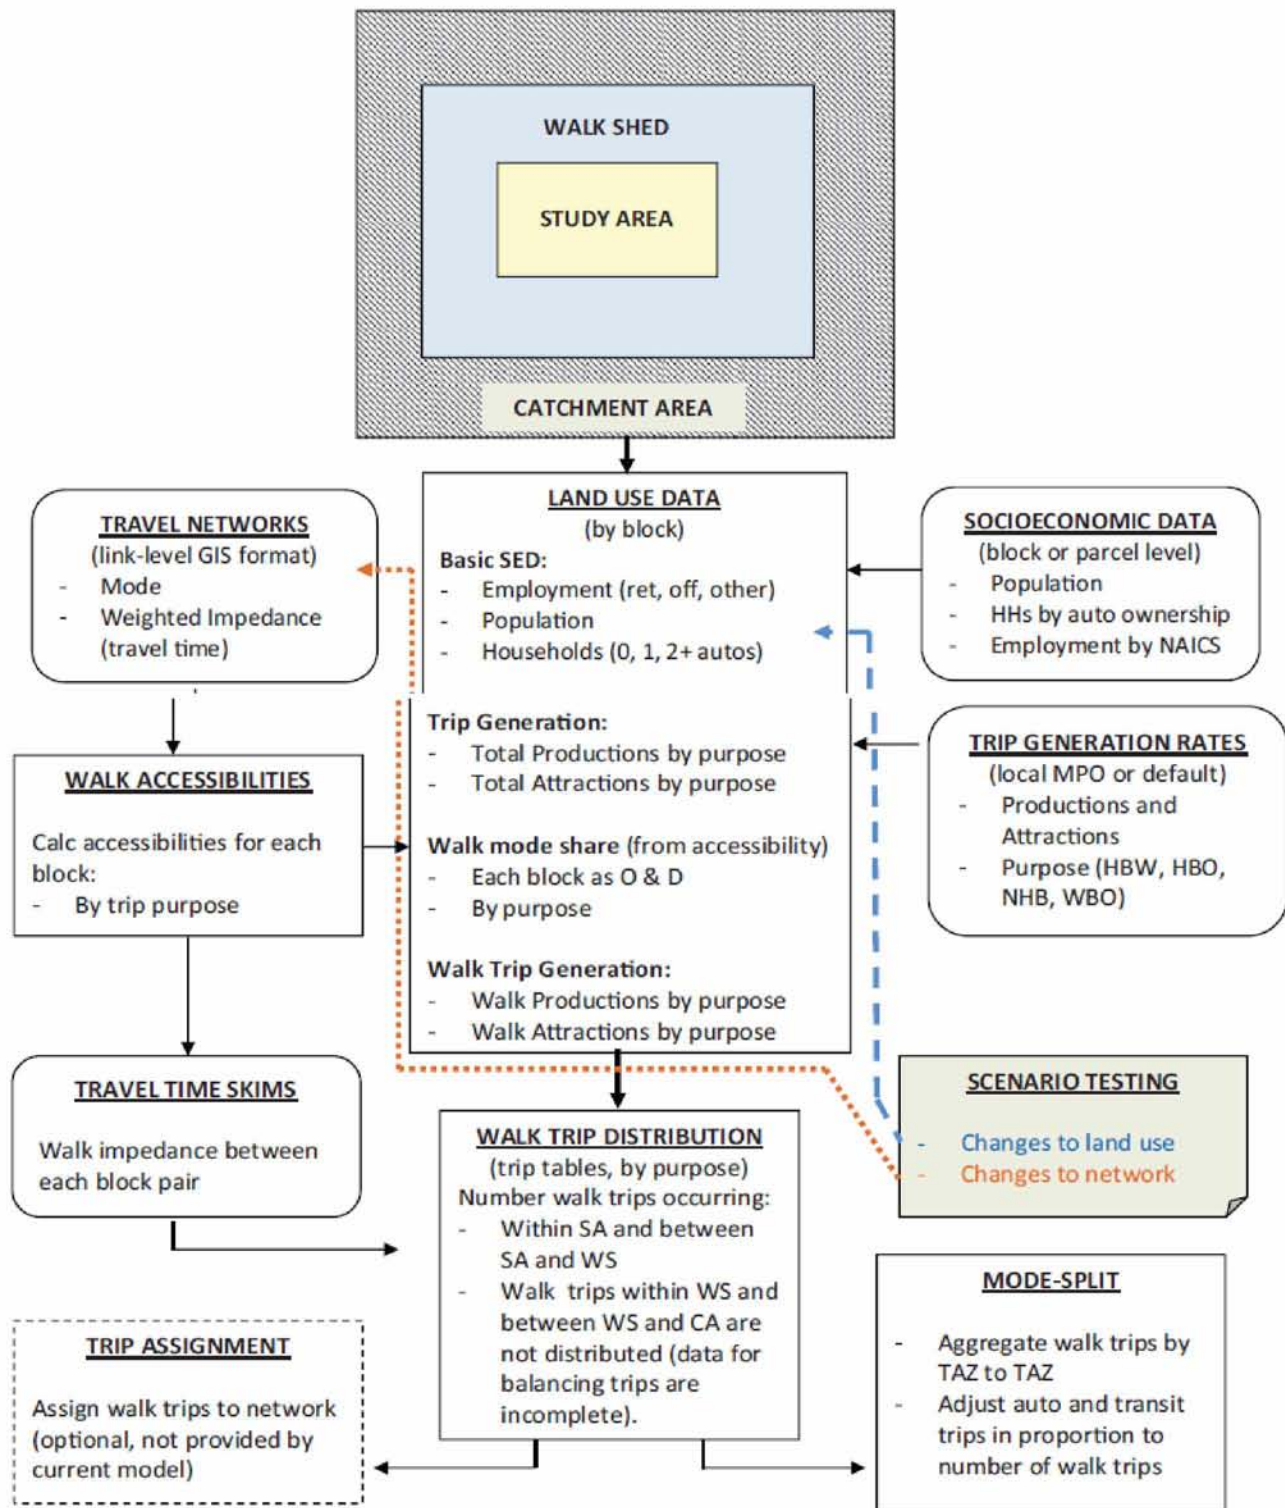 WALK SHED
STUDY AREA
CATCHMENT AREA
TRAVEL NETWORKS
(link-level GIS format)
- Mode
- Weighted Impedance
(travel time)
LAND USE DATA
(by block)
Basic SED:
- Employment (ret, off, other)
- Population
- Households (0, 1, 2+ autos)
Trip Generation:
- Total Productions by purpose
- Total Attractions by purpose
Walk mode share (from accessibility)
- Each block as O & D
- By purpose
Walk Trip Generation:
- Walk Productions by purpose
- Walk Attractions by purpose
SOCIOECONOMIC DATA
(block or parcel level)
- Population
- HHs by auto ownership
- Employment by NAICS
TRIP GENERATION RATES
(local MPO or default)
- Productions and
Attractions
- Purpose (HBW, HBO,
NHB, WBO)
WALK ACCESSIBILITIES
Calc accessibilities for each
block:
- By trip purpose
TRAVEL TIME SKIMS
Walk impedance between
each block pair
WALK TRIP DISTRIBUTION
(trip tables, by purpose)
Number walk trips occurring:
- Within SA and between
SA and WS
- Walk trips within WS and
between WS and CA are
not distributed (data for
balancing trips are
incomplete).
SCENARIO TESTING
- Changes to land use
- Changes to network
TRIP ASSIGNMENT
Assign walk trips to network
(optional, not provided by
current model)
MODE-SPLIT
- Aggregate walk trips by
TAZ to TAZ
- Adjust auto and transit
trips in proportion to
number of walk trips